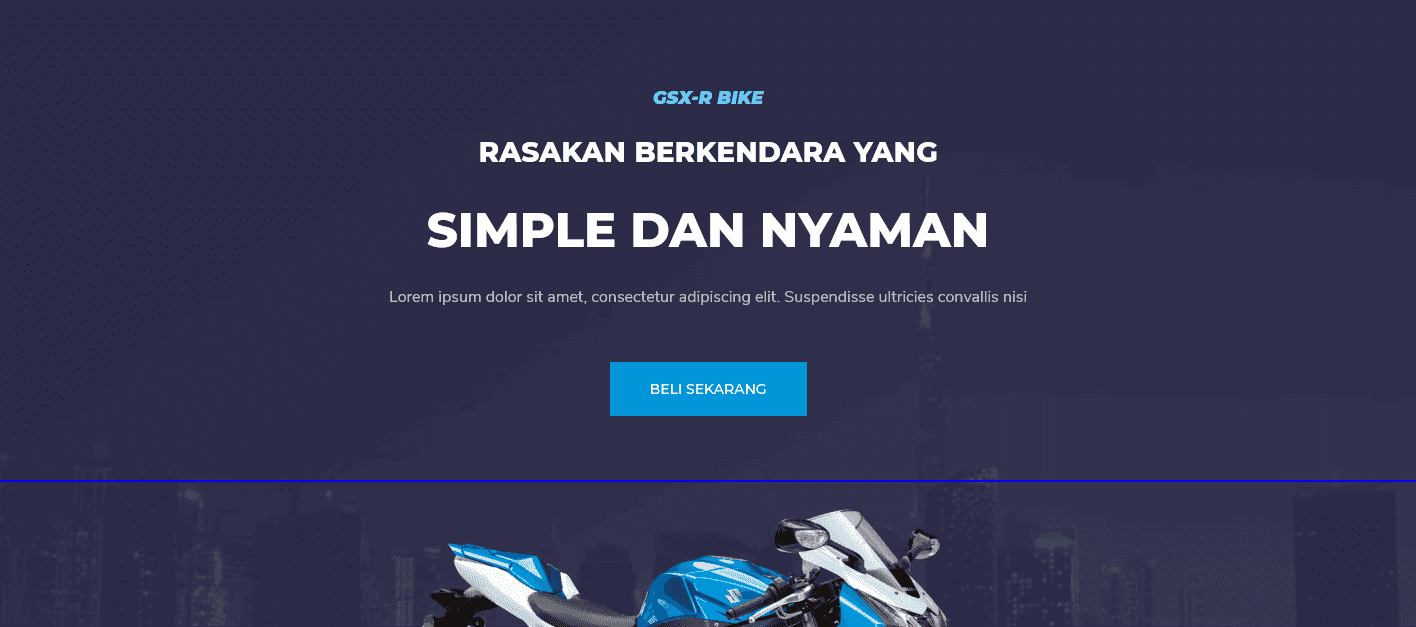 GSX-R BIKE
RASAKAN BERKENDARA YANG
SIMPLE DAN NYAMAN
Lorem ipsum dolor sit amet, consectetur adipiscing elit. Suspendisse ultricies convallis nisi
BELI SEKARANG